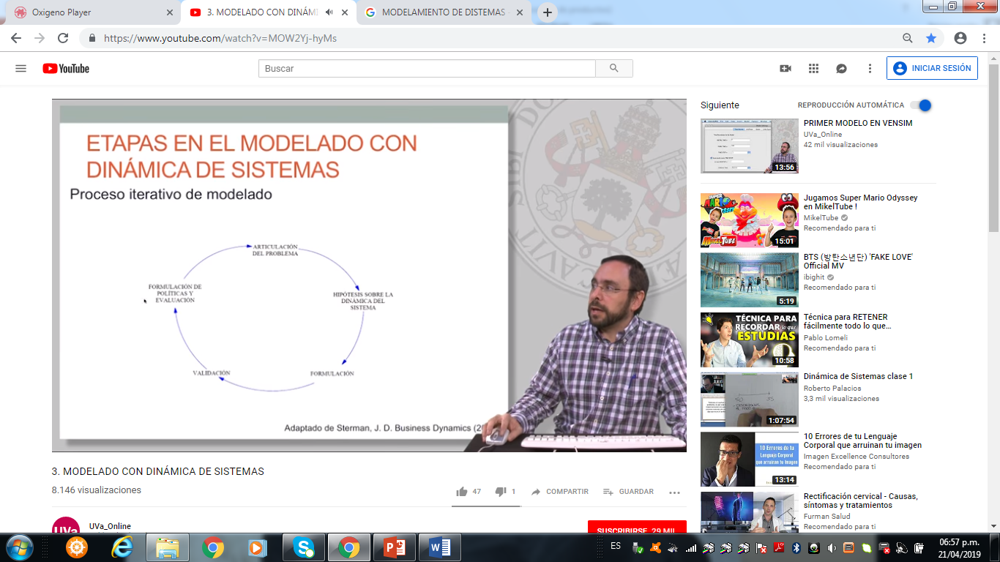 Oxigeno Player
3. MODELADO CON DINÁMI
MODELAMIENTO DE DISTEMAS
https://www.youtube.com/watch?v=MOW2Yj-hyMs
YouTube
Buscar
INICIAR SESIÓN
ETAPAS EN EL MODELADO CON
DINÁMICA DE SISTEMAS
Proceso iterativo de modelado
ARTICULACIÓN
DEL PROBLEMA
FORMULACIÓN DE
POLÍTICAS Y
EVALUACIÓN
HIPÓTESIS SOBRE LA
DINÁMICA DEL
SISTEMA
VALIDACIÓN
FORMULACIÓN
Adaptado de Sterman, J. D. Business Dynamics (20
3. MODELADO CON DINÁMICA DE SISTEMAS
8.146 visualizaciones
47
1
COMPARTIR
GUARDAR
UVa
UVa_Online
SUSCRIBIRSE 29 MIL
Siguiente
REPRODUCCIÓN AUTOMÁTICA
13:56
PRIMER MODELO EN VENSIM
UVa_Online
42 mil visualizaciones
SUPER
MARIO
MIKELTUBE
15:01
Jugamos Super Mario Odyssey
en MikelTube !
MikelTube
Recomendado para ti
5:19
BTS (방탄소년단) 'FAKE LOVE'
Official MV
ibighit
Recomendado para ti
TÉCNICA PARA
RECORDAR lo que
ESTUDIAS
10:58
Técnica para RETENER
fácilmente todo lo que...
Pablo Lomeli
Recomendado para ti
1:07:54
Dinámica de Sistemas clase 1
Roberto Palacios
3,3 mil visualizaciones
10 Errores de tu
Lenguaje Corporal
que arruinan tu Imagen
13:14
10 Errores de tu Lenguaje
Corporal que arruinan tu imagen
Imagen Excellence Consultores
Recomendado para ti
Rectificación cervical - Causas,
síntomas y tratamientos
Furman Salud
Recomendado para ti
ES
06:57 p.m.
21/04/2019